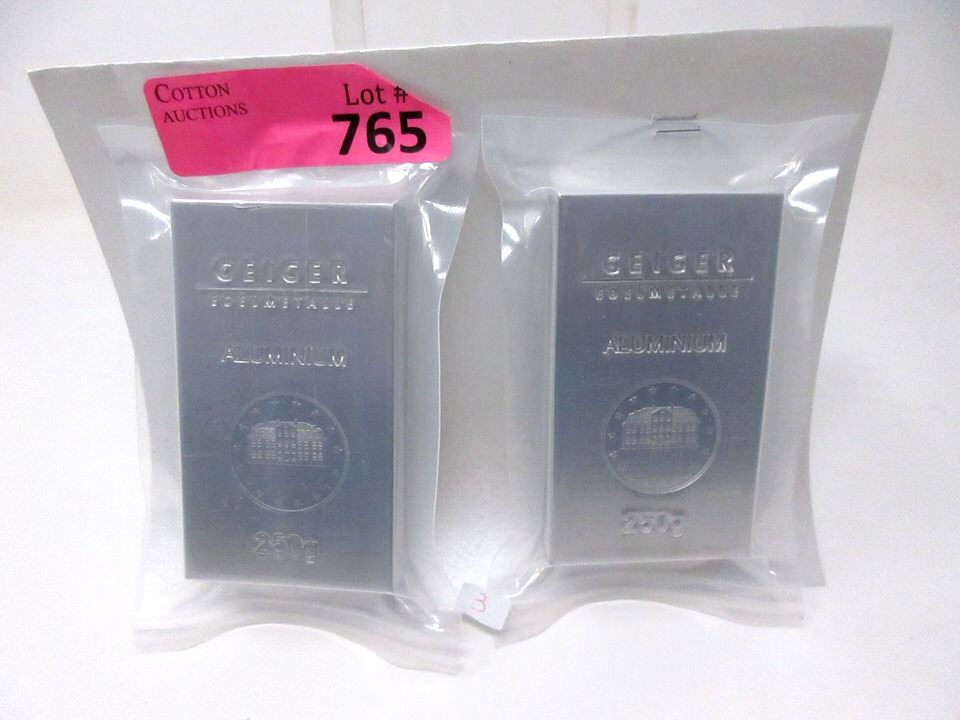 COTTON
AUCTIONS
Lot #
765
GEIGER
EDELMETALLE
ALUMINIUM
250g
GEIGER
EDELMETALLE
ALUMINIUM
250g
3